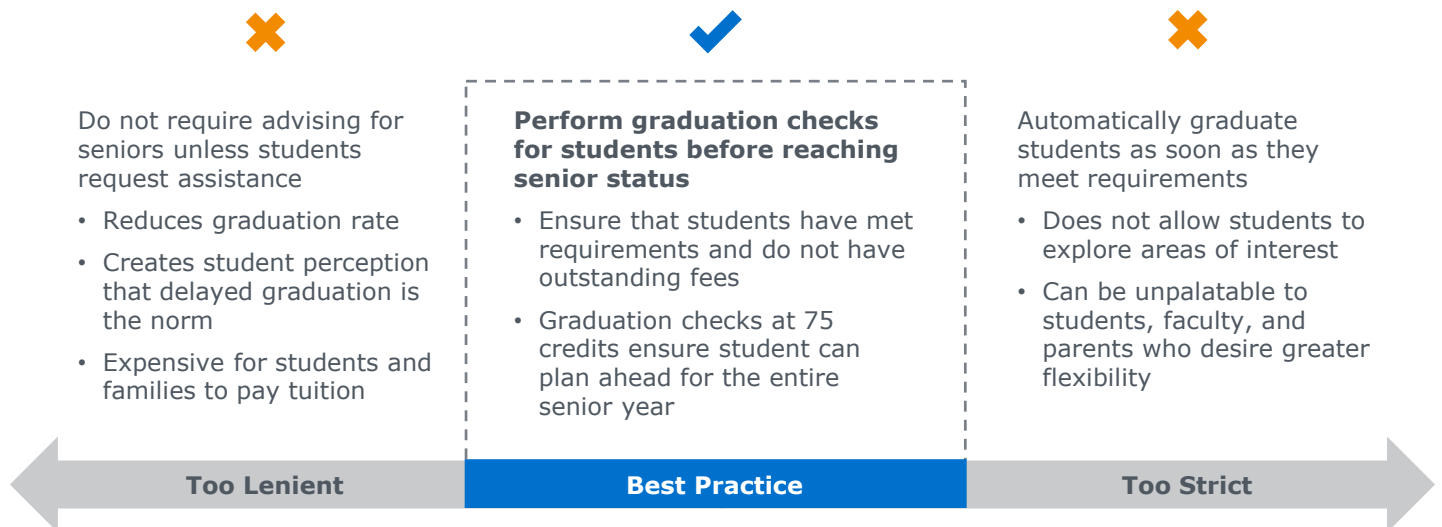 Do not require advising for
seniors unless students
request assistance
• Reduces graduation rate
• Creates student perception
that delayed graduation is
the norm
• Expensive for students and
families to pay tuition
Perform graduation checks
for students before reaching
senior status
• Ensure that students have met
requirements and do not have
outstanding fees
• Graduation checks at 75
credits ensure student can
plan ahead for the entire
senior year
Automatically graduate
students as soon as they
meet requirements
• Does not allow students to
explore areas of interest
• Can be unpalatable to
students, faculty, and
parents who desire greater
flexibility
Too Lenient
Best Practice
Too Strict